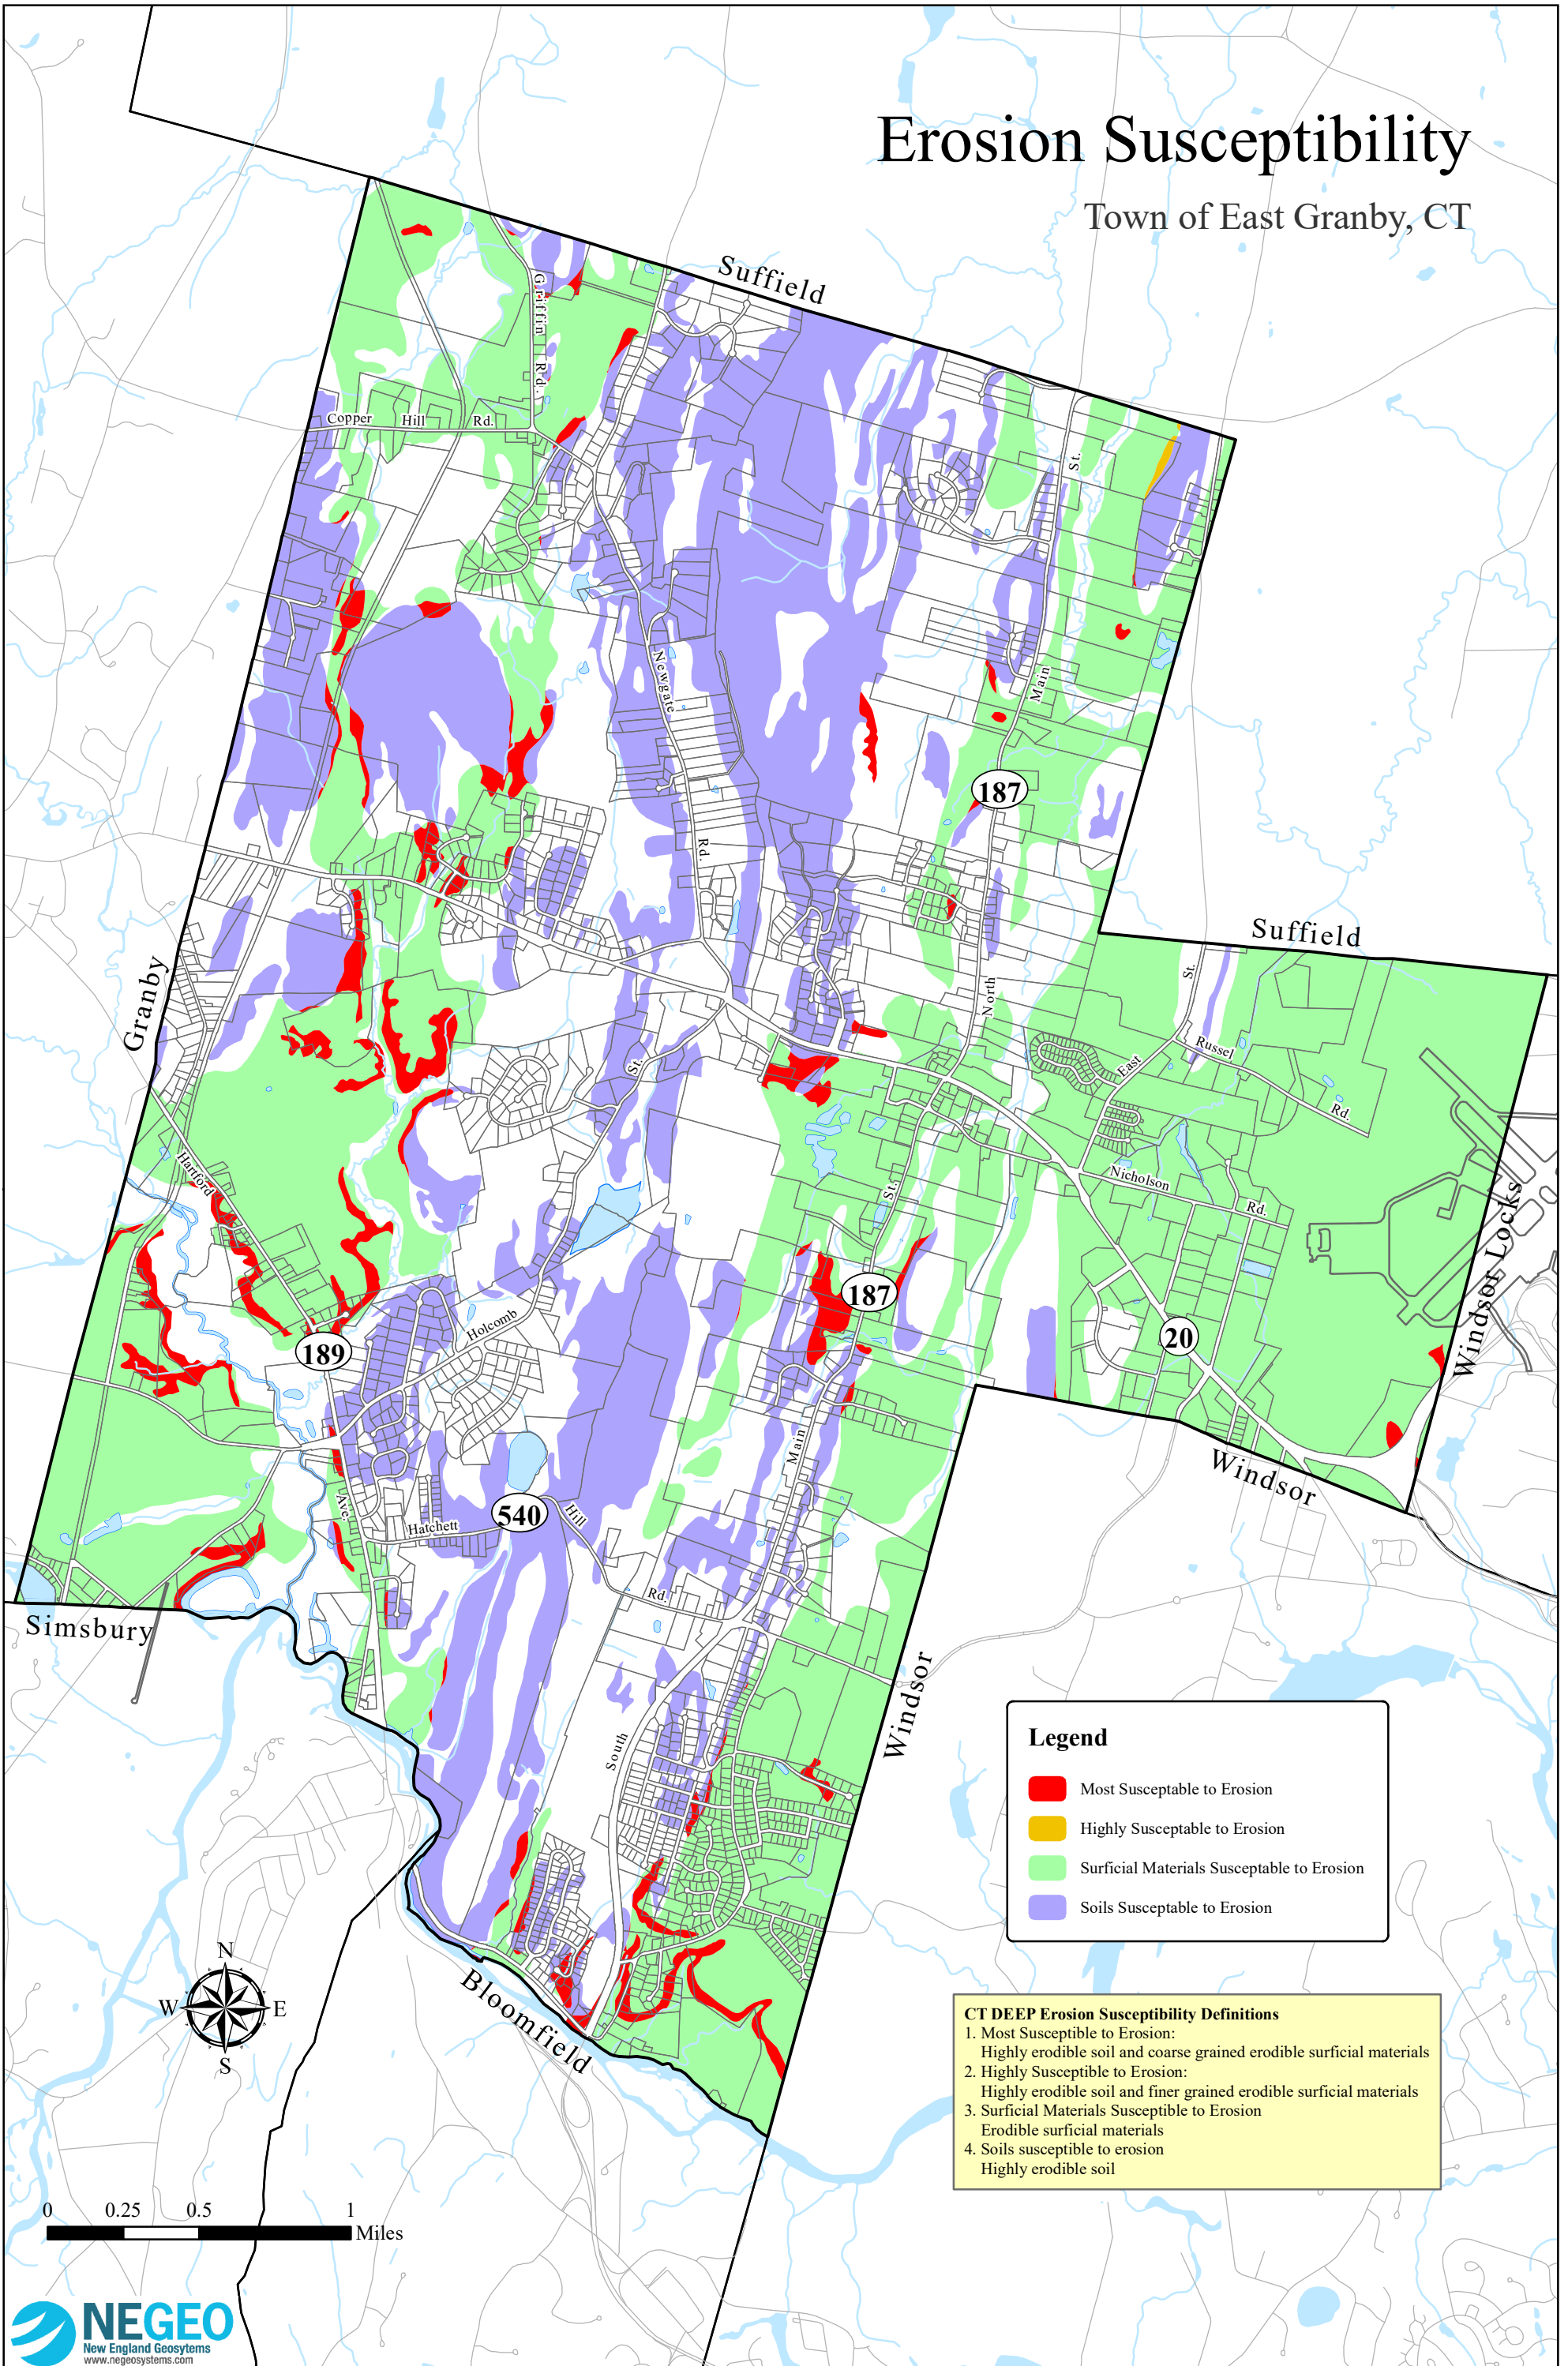 Erosion Susceptibility
Town of East Granby, CT
Suffield
Griffin Rd.
Copper Hill Rd.
St.
Newgate
Main
187
Rd.
Suffield
St.
Granby
North
Russel
St.
East
Rd.
Hartford
Nicholson
Rd.
St.
Windsor Locks
187
20
Holcomb
189
Main
Windsor
Ave.
540
Hill
Hatchett
Rd.
Simsbury
Windsor
South
Legend
Most Susceptable to Erosion
Highly Susceptable to Erosion
Surficial Materials Susceptable to Erosion
Soils Susceptable to Erosion
N
W
E
S
Bloomfield
CT DEEP Erosion Susceptibility Definitions
1. Most Susceptible to Erosion:
Highly erodible soil and coarse grained erodible surficial materials
2. Highly Susceptible to Erosion:
Highly erodible soil and finer grained erodible surficial materials
3. Surficial Materials Susceptible to Erosion
Erodible surficial materials
4. Soils susceptible to erosion
Highly erodible soil
0 0.25 0.5 1
Miles
NEGEO
New England Geosytems
www.negeosystems.com